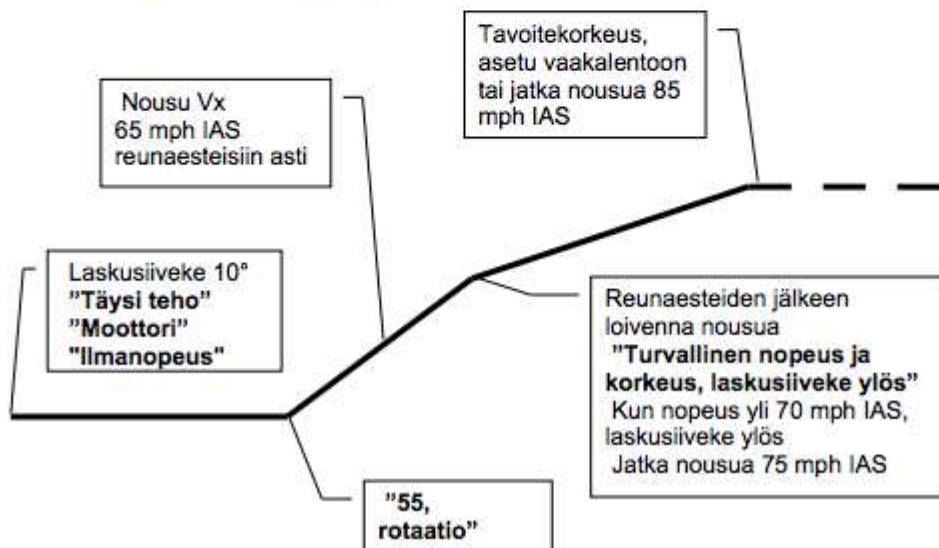 Tavoitekorkeus,
asetu vaakalentoon
tai jatka nousua 85
mph IAS
Nousu Vx
65 mph IAS
reunaesteisiin asti
Laskusiiveke 10°
”Täysi teho”
”Moottori”
"Ilmanopeus"
Reunaesteiden jälkeen
loivenna nousua
”Turvallinen nopeus ja
korkeus, laskusiiveke ylös”
Kun nopeus yli 70 mph IAS,
laskusiiveke ylös
Jatka nousua 75 mph IAS
”55,
rotaatio”